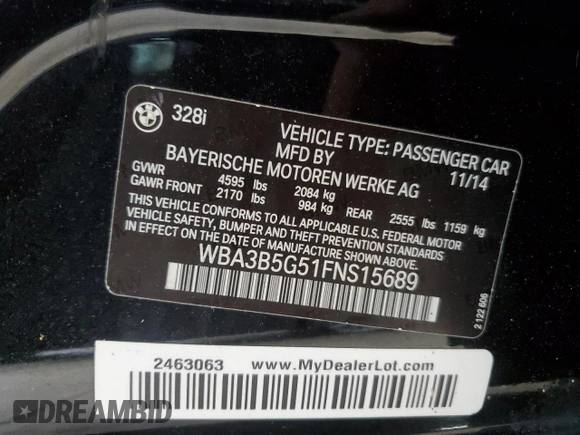 BMW
328i
VEHICLE TYPE: PASSENGER CAR
MFD BY 11/14
BAYERISCHE MOTOREN WERKE AG
GVWR 4595 lbs 2084 kg
GAWR FRONT 2170 lbs 984 kg REAR 2555 lbs 1159 kg
THIS VEHICLE CONFORMS TO ALL APPLICABLE U.S. FEDERAL MOTOR
VEHICLE SAFETY, BUMPER AND THEFT PREVENTION STANDARDS
IN EFFECT ON THE DATE OF MANUFACTURE SHOWN ABOVE.
WBA3B5G51FNS15689
2 122 606
2463063 www.MyDealerLot.com
DREAMBID